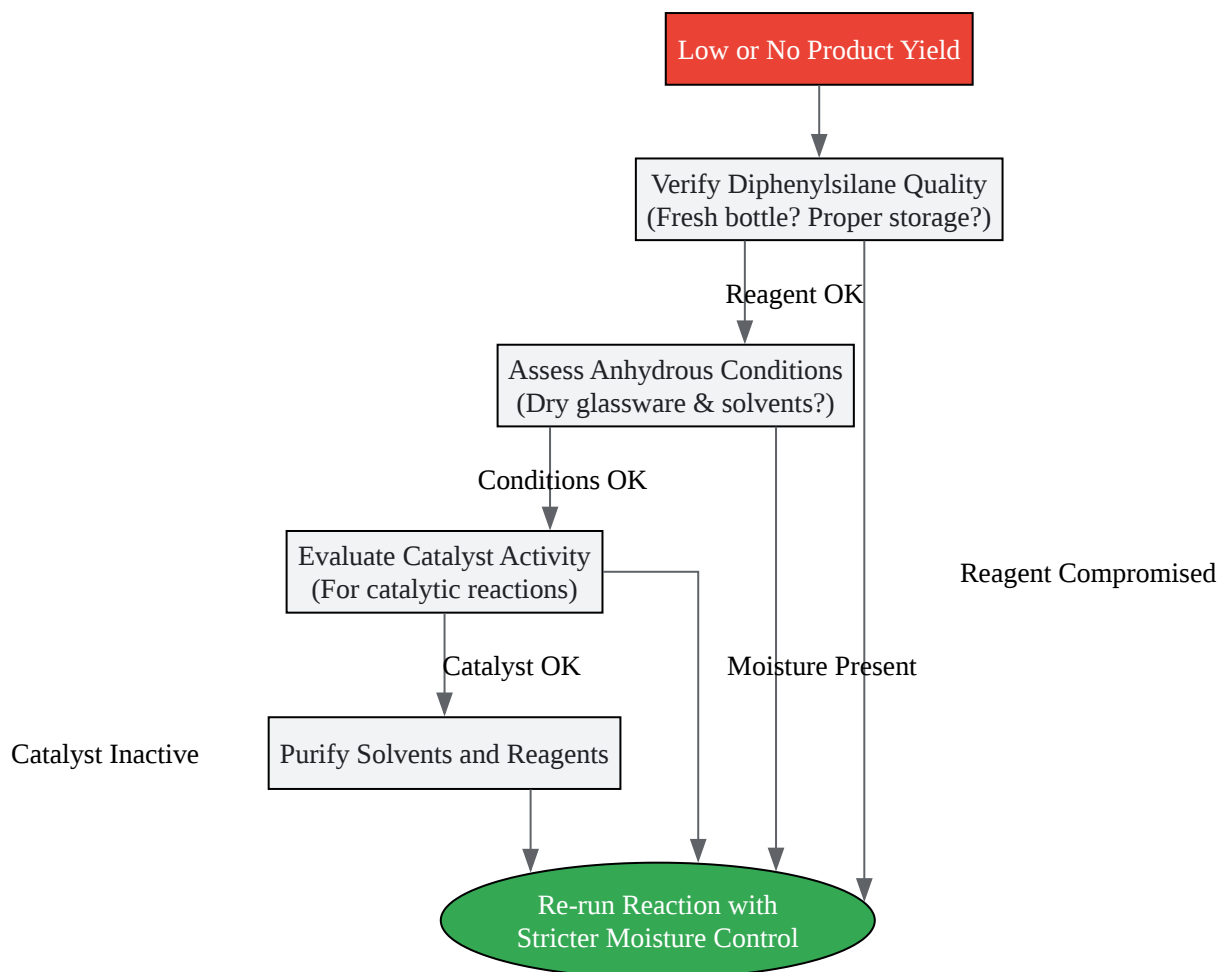 Low or No Product Yield
Verify Diphenylsilane Quality
(Fresh bottle? Proper storage?)
Reagent OK
Assess Anhydrous Conditions
(Dry glassware & solvents?)
Conditions OK
Evaluate Catalyst Activity
(For catalytic reactions)
Reagent Compromised
Catalyst OK
Moisture Present
Catalyst Inactive
Purify Solvents and Reagents
Re-run Reaction with
Stricter Moisture Control